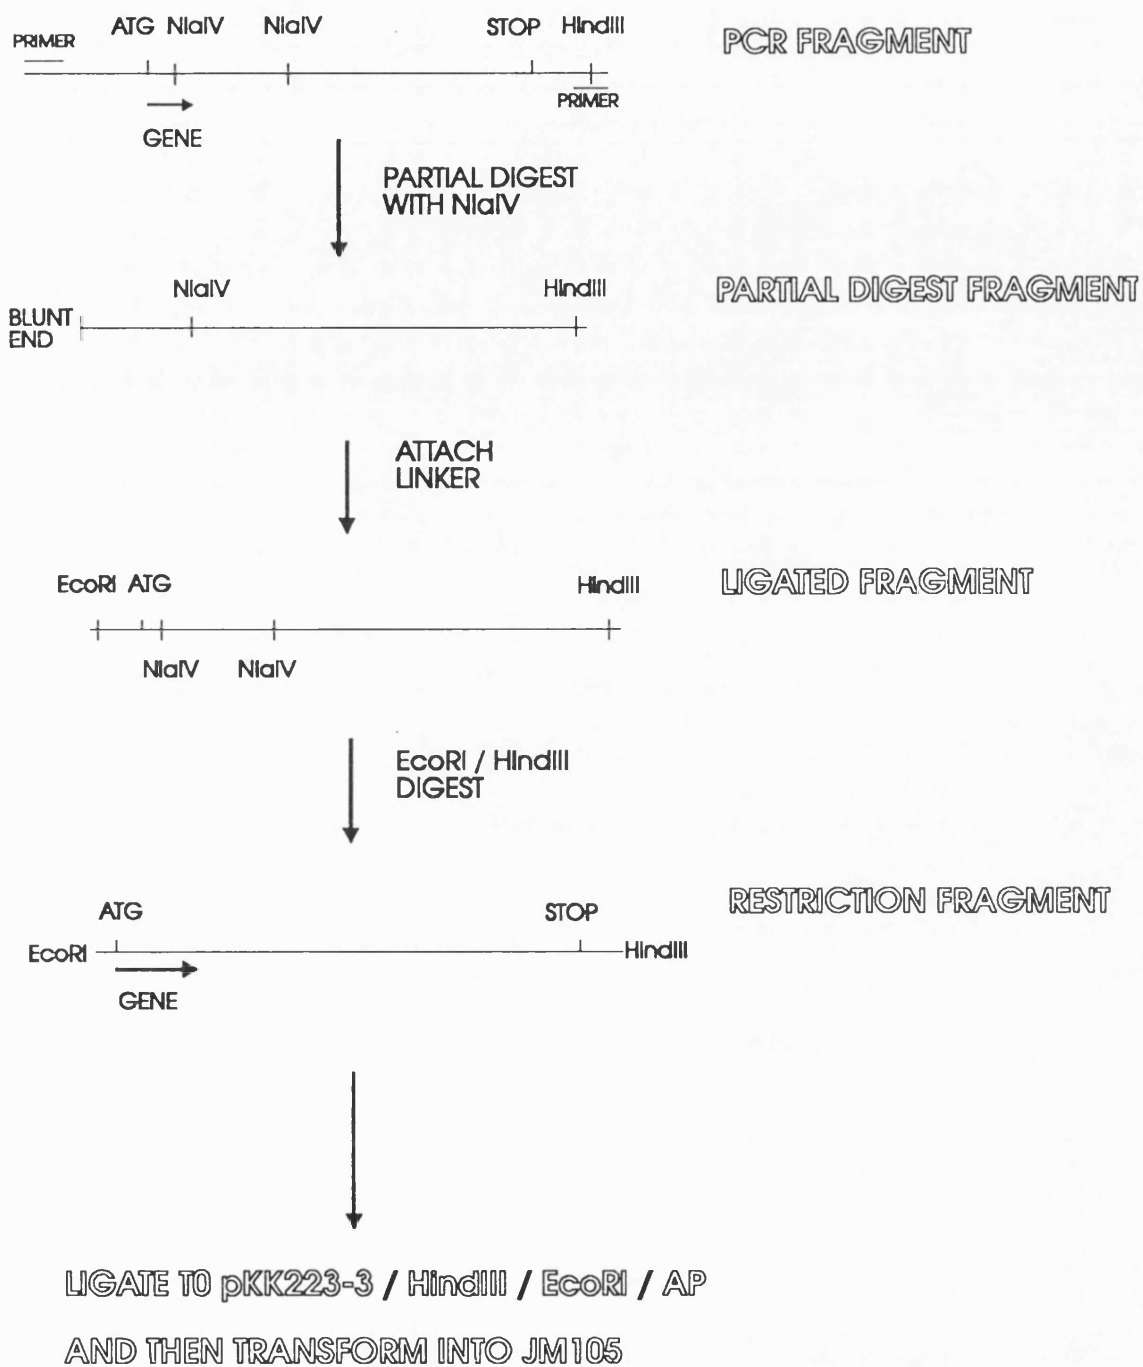 PRIMER
ATG NlaIV NlaIV STOP HindIII
PCR FRAGMENT
PRIMER
GENE
PARTIAL DIGEST
WITH NlaIV
NlaIV HindIII
PARTIAL DIGEST FRAGMENT
BLUNT
END
ATTACH
LINKER
EcoRI ATG HindIII
LIGATED FRAGMENT
NlaIV NlaIV
EcoRI / HindIII
DIGEST
RESTRICTION FRAGMENT
ATG STOP
EcoRI HindIII
GENE
LIGATE TO pKK223-3 / HindIII / EcoRI / AP
AND THEN TRANSFORM INTO JM105